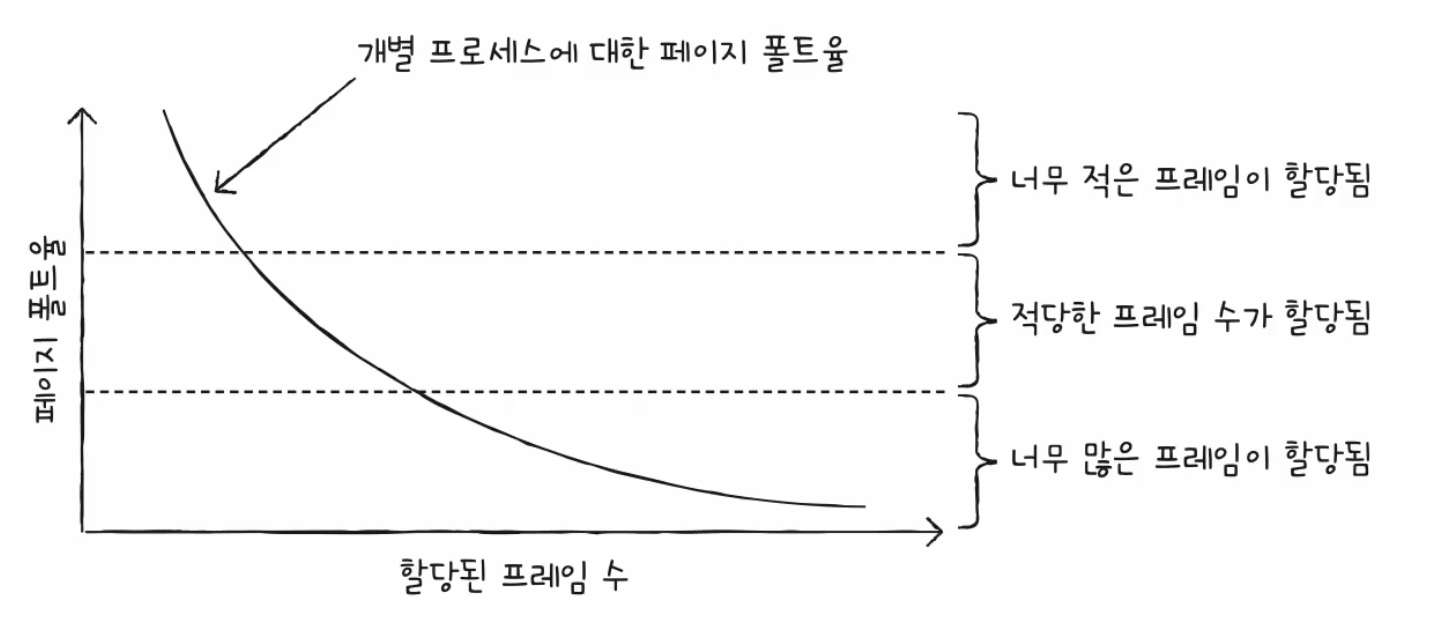 개별 프로세스에 대한 페이지 폴트율
너무 적은 프레임이 할당됨
페이지 폴트율
적당한 프레임 수가 할당됨
너무 많은 프레임이 할당됨
할당된 프레임 수